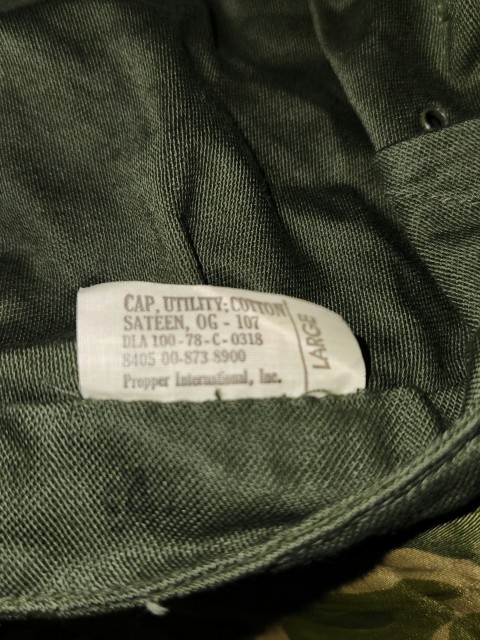 CAP, UTILITY; COTTON
SATEEN, OG - 107
DLA 100-78-C-0318
8405 00-873-8900
Propper International, Inc.
LARGE